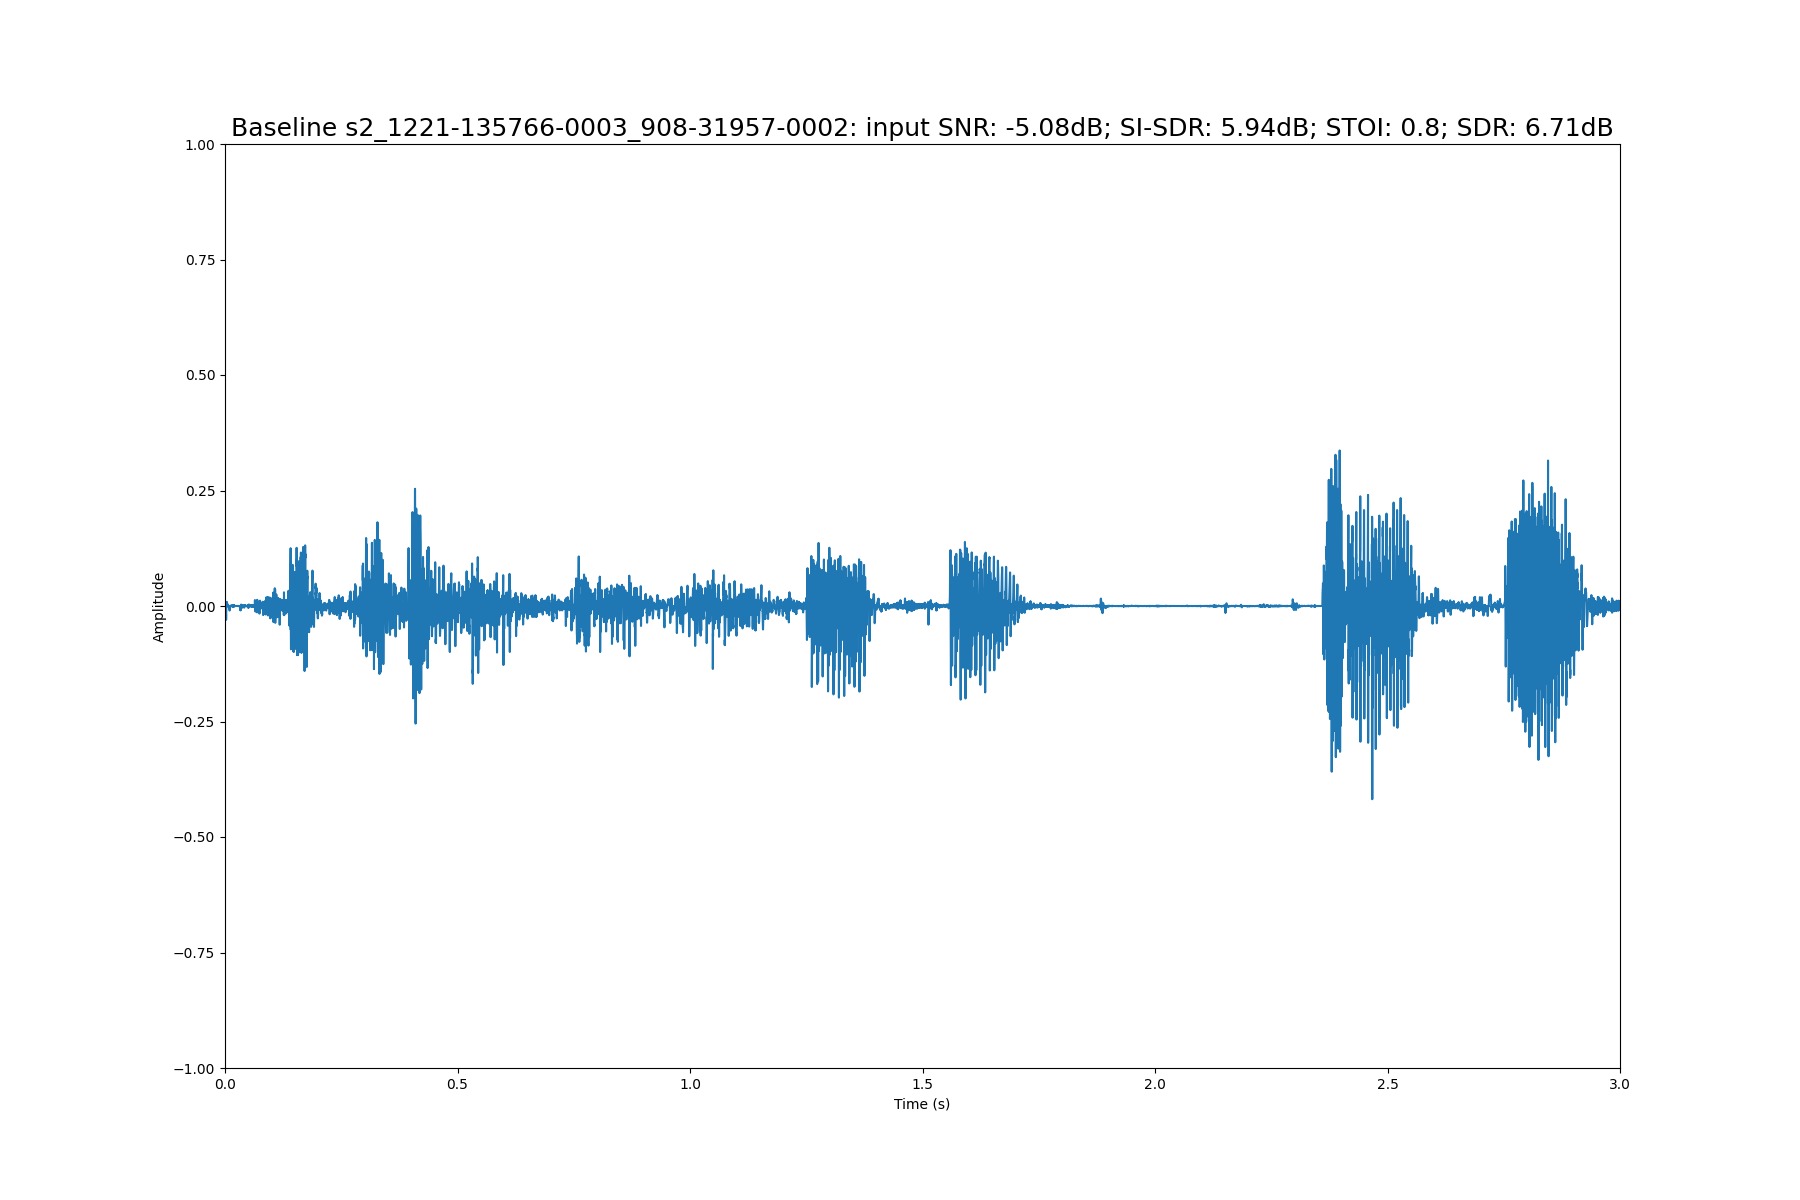 Baseline s2_1221-135766-0003_908-31957-0002: input SNR: -5.08dB; SI-SDR: 5.94dB; STOI: 0.8; SDR: 6.71dB
1.00
0.75
0.50
0.25
0.00
−0.25
−0.50
−0.75
−1.00
Amplitude
0.0 0.5 1.0 1.5 2.0 2.5 3.0
Time (s)